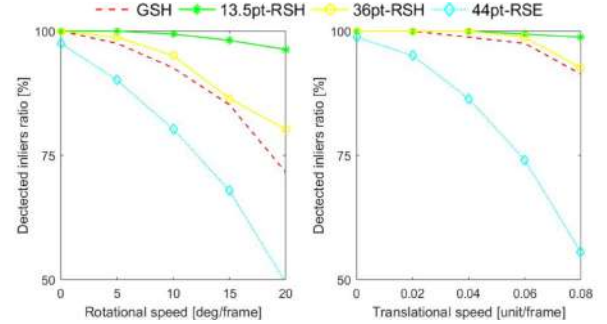 GSH 13.5pt-RSH 36pt-RSH 44pt-RSE
100
75
50
Dectected inliers ratio [%]
0 5 10 15 20
Rotational speed [deg/frame]
100
75
50
Dectected inliers ratio [%]
0 0.02 0.04 0.06 0.08
Translational speed [unit/frame]